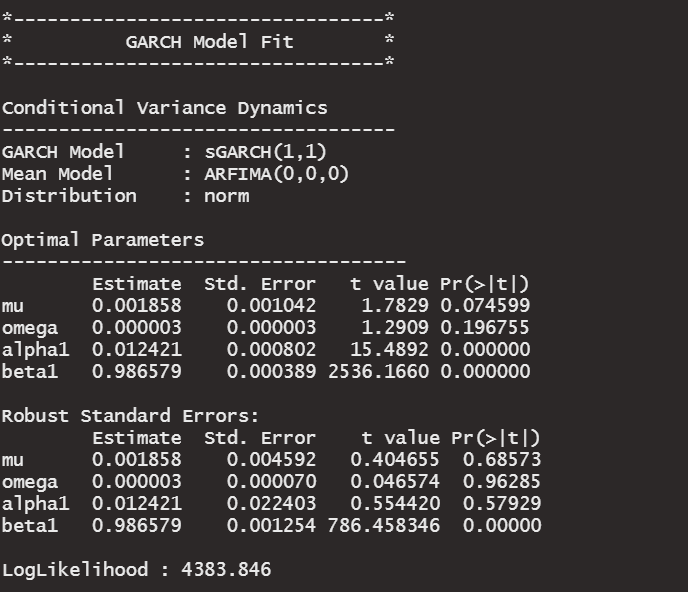 *---------------------------------*
*          GARCH Model Fit        *
*---------------------------------*
Conditional Variance Dynamics
-----------------------------------
GARCH Model     : sGARCH(1,1)
Mean Model      : ARFIMA(0,0,0)
Distribution    : norm
Optimal Parameters
------------------------------------
        Estimate  Std. Error   t value Pr(>|t|)
mu      0.001858    0.001042    1.7829 0.074599
omega   0.000003    0.000003    1.2909 0.196755
alpha1  0.012421    0.000802   15.4892 0.000000
beta1   0.986579    0.000389 2536.1660 0.000000
Robust Standard Errors:
        Estimate  Std. Error    t value Pr(>|t|)
mu      0.001858    0.004592   0.404655  0.68573
omega   0.000003    0.000070   0.046574  0.96285
alpha1  0.012421    0.022403   0.554420  0.57929
beta1   0.986579    0.001254 786.458346  0.00000
LogLikelihood : 4383.846